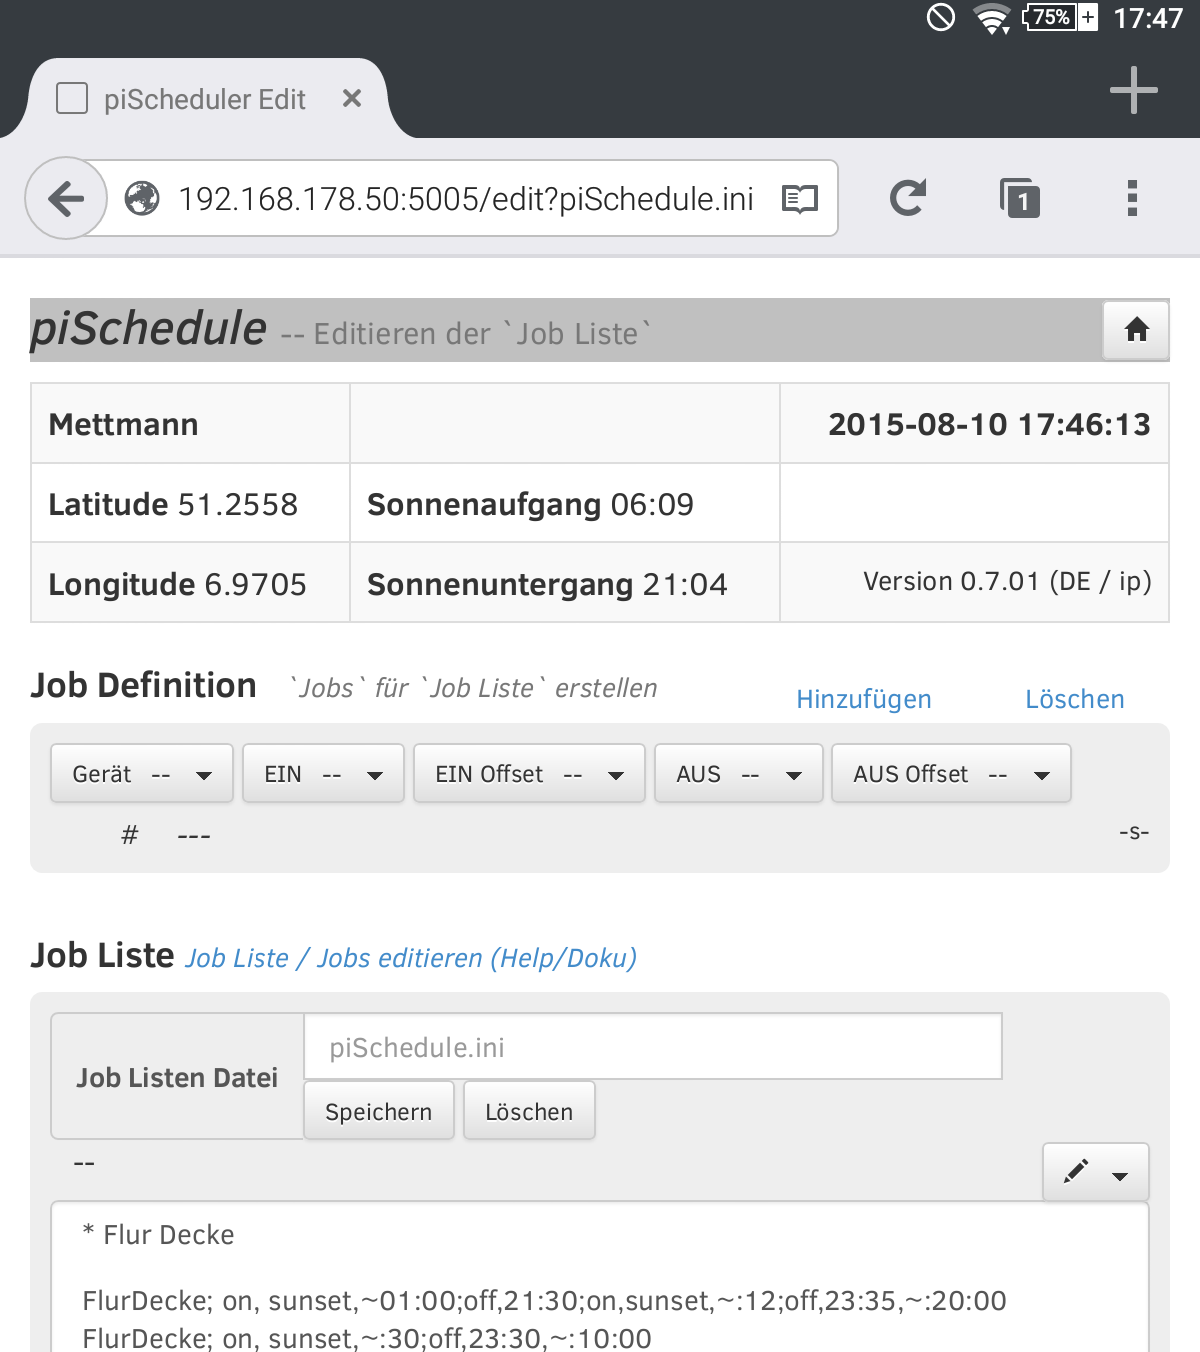 75% 17:47
piScheduler Edit
192.168.178.50:5005/edit?piSchedule.ini 1
piSchedule -- Editieren der `Job Liste`
Mettmann 2015-08-10 17:46:13
Latitude 51.2558 Sonnenaufgang 06:09
Longitude 6.9705 Sonnenuntergang 21:04 Version 0.7.01 (DE / ip)
Job Definition `Jobs` für `Job Liste` erstellen Hinzufügen Löschen
Gerät -- EIN -- EIN Offset -- AUS -- AUS Offset --
# --- -s-
Job Liste Job Liste / Jobs editieren (Help/Doku)
piSchedule.ini
Job Listen Datei
Speichern Löschen
--
* Flur Decke
FlurDecke; on, sunset,~01:00;off,21:30;on,sunset,~:12;off,23:35,~:20:00
FlurDecke; on, sunset,~:30;off,23:30,~:10:00